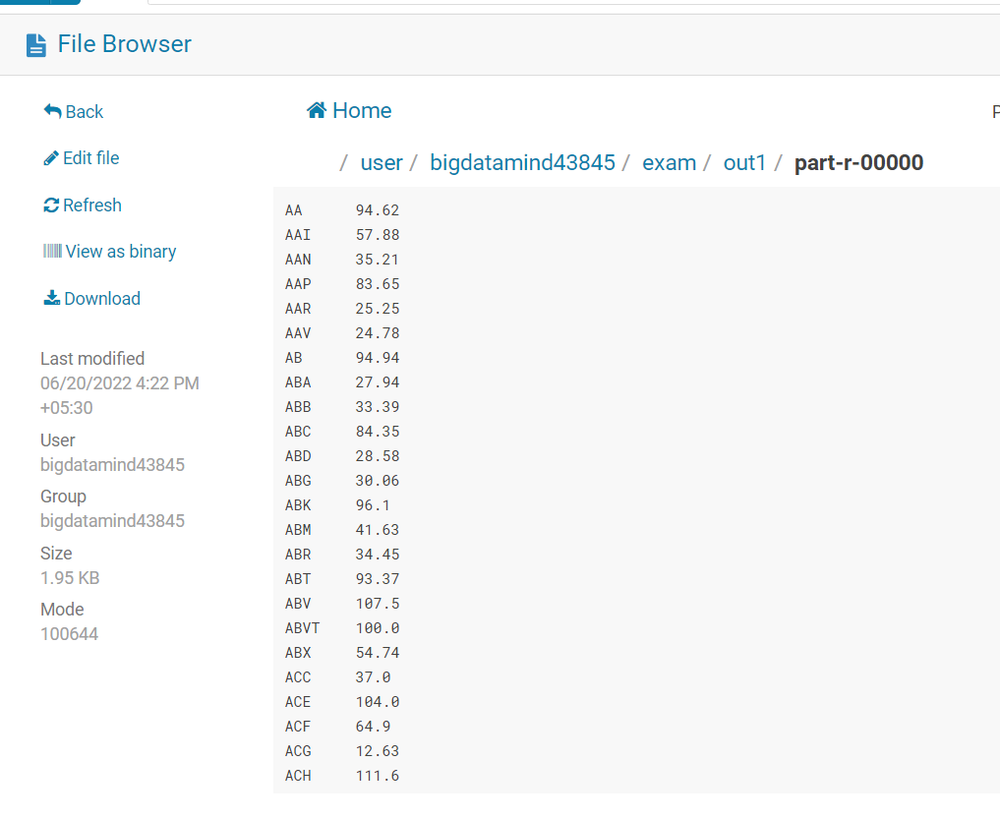 File Browser
Back
Edit file
Refresh
View as binary
Download
Last modified
06/20/2022 4:22 PM
+05:30
User
bigdatamind43845
Group
bigdatamind43845
Size
1.95 KB
Mode
100644
Home
P
/ user / bigdatamind43845 / exam / out1 / part-r-00000
AA 94.62
AAI 57.88
AAN 35.21
AAP 83.65
AAR 25.25
AAV 24.78
AB 94.94
ABA 27.94
ABB 33.39
ABC 84.35
ABD 28.58
ABG 30.06
ABK 96.1
ABM 41.63
ABR 34.45
ABT 93.37
ABV 107.5
ABVT 100.0
ABX 54.74
ACC 37.0
ACE 104.0
ACF 64.9
ACG 12.63
ACH 111.6